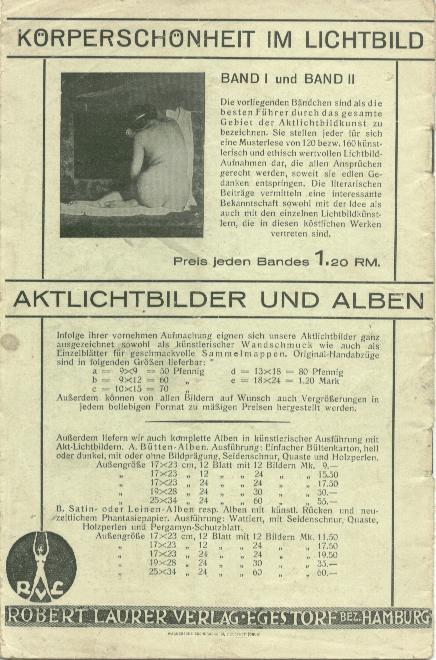 KÖRPERSCHÖNHEIT IM LICHTBILD
BAND I und BAND II
Die vorliegenden Bändchen sind als die
besten Führer durch das gesamte
Gebiet der Aktlichtbildkunst zu
bezeichnen. Sie stellen jeder für sich
eine Musterlese von 120 bezw. 160 künst-
lerisch und ethisch wertvollen Lichtbild-
Aufnahmen dar, die allen Ansprüchen
gerecht werden, soweit sie edlen Ge-
danken entspringen. Die literarischen
Beiträge vermitteln eine interessante
Bekanntschaft sowohl mit der Idee als
auch mit den einzelnen Lichtbildkünst-
lern, die in diesen köstlichen Werken
vertreten sind.
Preis jeden Bandes 1.20 RM.
AKTLICHTBILDER UND ALBEN
Infolge ihrer vornehmen Aufmachung eignen sich unsere Aktlichtbilder ganz
ausgezeichnet sowohl als künstlerischer Wandschmuck wie auch als
Einzelblätter für geschmackvolle Sammelmappen. Original-Handabzüge
sind in folgenden Größen lieferbar:
a = 9×9 = 50 Pfennig d = 13×18 = 80 Pfennig
b = 9×12 = 60 „ e = 18×24 = 1.20 Mark
c = 10×15 = 70 „
Außerdem können von allen Bildern auf Wunsch auch Vergrößerungen in
jedem beliebigen Format zu mäßigen Preisen hergestellt werden.
Außerdem liefern wir auch komplette Alben in künstlerischer Ausführung mit
Akt-Lichtbildern. A. Bütten-Alben. Ausführung: Einfacher Büttenkarton, hell
oder dunkel, mit oder ohne Bildprägung, Seidenschnur, Quaste und Holzperlen.
Außengröße 17×23 cm, 12 Blatt mit 12 Bildern Mk. 9.—
„ 17×23 „ 12 „ „ 24 „ „ 15.50
„ 17×23 „ 24 „ „ 24 „ „ 17.50
„ 19×28 „ 24 „ „ 30 „ „ 30.—
„ 25×34 „ 24 „ „ 60 „ „ 55.—
B. Satin- oder Leinen-Alben resp. Alben mit künstl. Rücken und neu-
zeitlichem Phantasiepapier. Ausführung: Wattiert, mit Seidenschnur, Quaste,
Holzperlen und Pergamyn-Schutzblatt.
Außengröße 17×23 cm, 12 Blatt mit 12 Bildern Mk. 11.50
„ 17×23 „ 12 „ „ 24 „ „ 17.50
„ 17×23 „ 24 „ „ 24 „ „ 19.50
„ 19×28 „ 24 „ „ 30 „ „ 35.—
„ 25×34 „ 24 „ „ 60 „ „ 60.—
RVL
ROBERT LAURER VERLAG·EGESTORF BEZ. HAMBURG